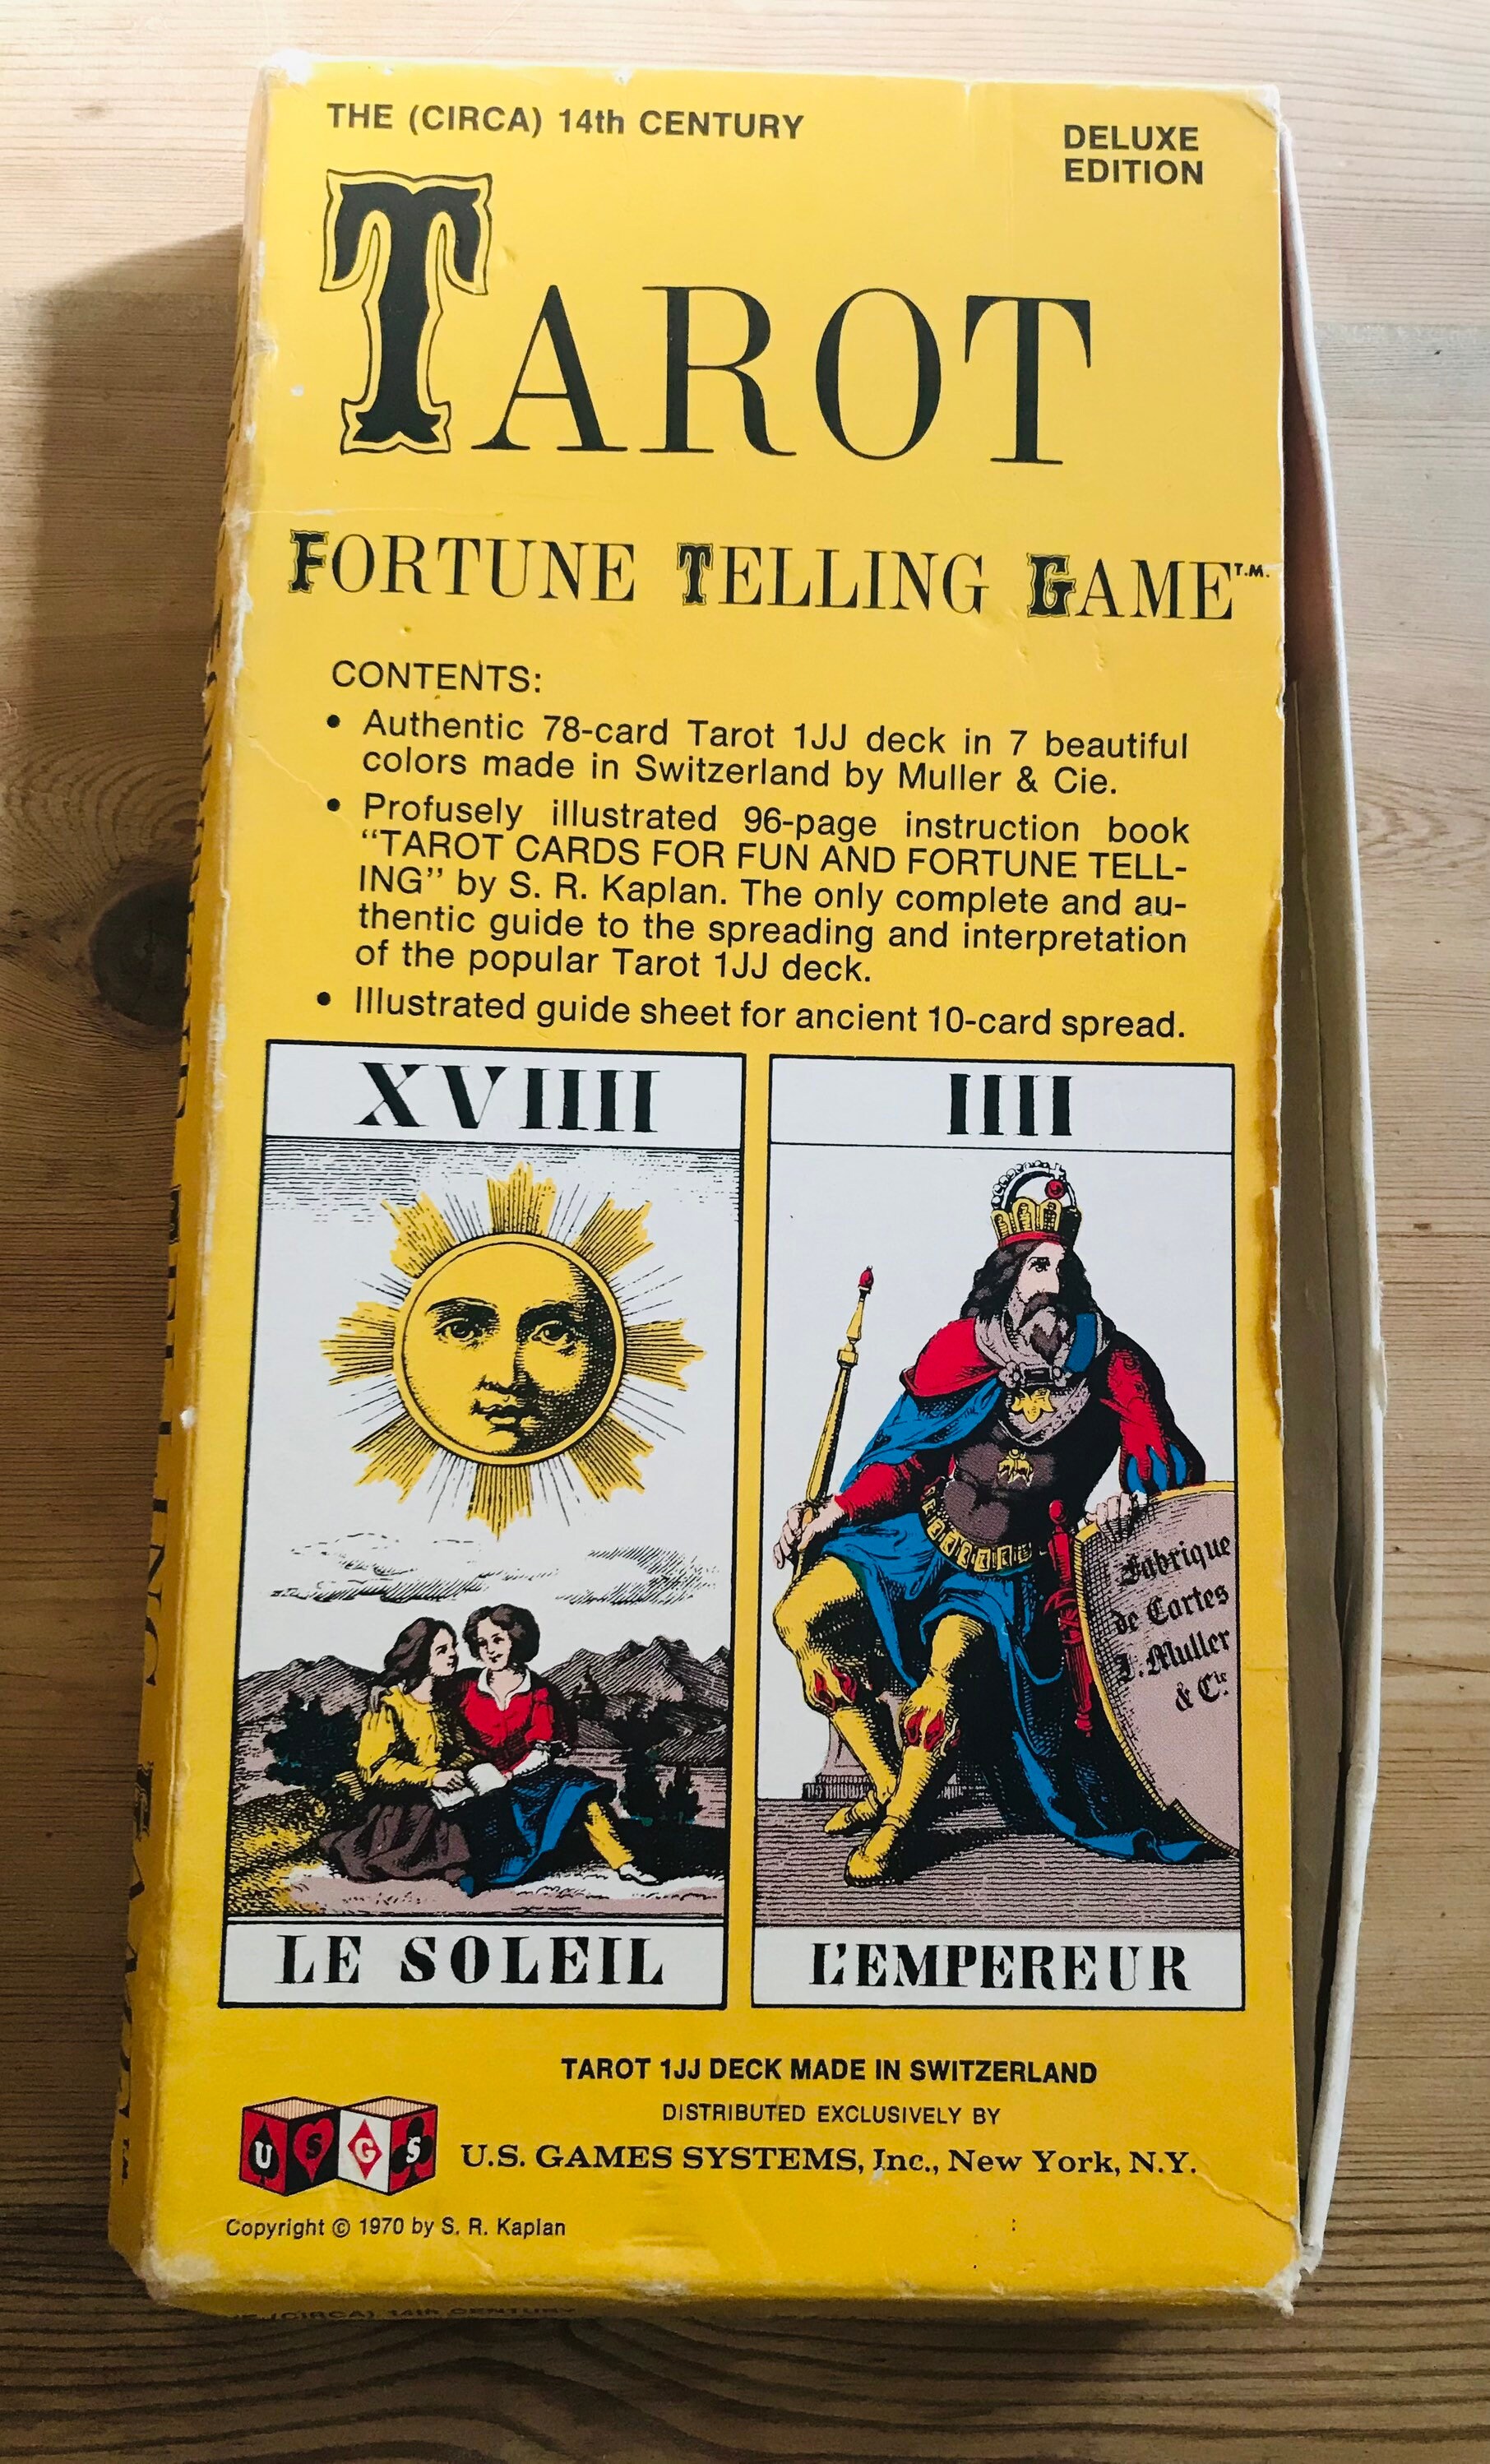 THE (CIRCA) 14th CENTURY
DELUXE
EDITION
TAROT
FORTUNE TELLING GAME T.M.
CONTENTS:
• Authentic 78-card Tarot 1JJ deck in 7 beautiful
colors made in Switzerland by Muller & Cie.
• Profusely illustrated 96-page instruction book
“TAROT CARDS FOR FUN AND FORTUNE TELL-
ING” by S. R. Kaplan. The only complete and au-
thentic guide to the spreading and interpretation
of the popular Tarot 1JJ deck.
• Illustrated guide sheet for ancient 10-card spread.
XVIIII
LE SOLEIL
IIII
Fabrique
de Cartes
J. Muller
& Cie.
L'EMPEREUR
TAROT 1JJ DECK MADE IN SWITZERLAND
DISTRIBUTED EXCLUSIVELY BY
U S G S
U.S. GAMES SYSTEMS, Inc., New York, N.Y.
Copyright © 1970 by S. R. Kaplan
(CIRCA) 14th CENTURY